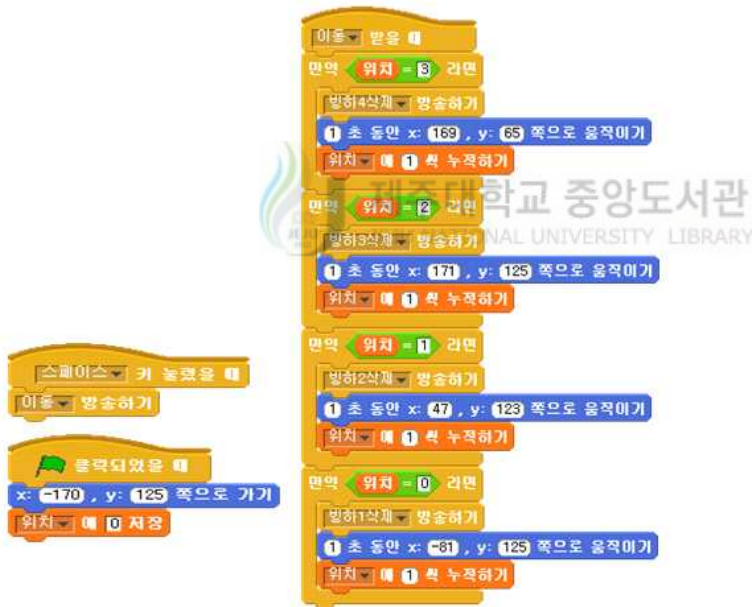 이동 받을 때
만약 위치 = 3 라면
빙하4삭제 방송하기
1 초 동안 x: 169 , y: 65 쪽으로 움직이기
위치 에 1 씩 누적하기
제주대학교 중앙도서관
만약 위치 = 2 라면
NATIONAL UNIVERSITY LIBRARY
빙하3삭제 방송하기
1 초 동안 x: 171 , y: 125 쪽으로 움직이기
위치 에 1 씩 누적하기
만약 위치 = 1 라면
빙하2삭제 방송하기
1 초 동안 x: 47 , y: 123 쪽으로 움직이기
위치 에 1 씩 누적하기
만약 위치 = 0 라면
빙하1삭제 방송하기
1 초 동안 x: -81 , y: 125 쪽으로 움직이기
위치 에 1 씩 누적하기
스페이스 키 눌렸을 때
이동 방송하기
클릭되었을 때
x: -170 , y: 125 쪽으로 가기
위치 에 0 저장